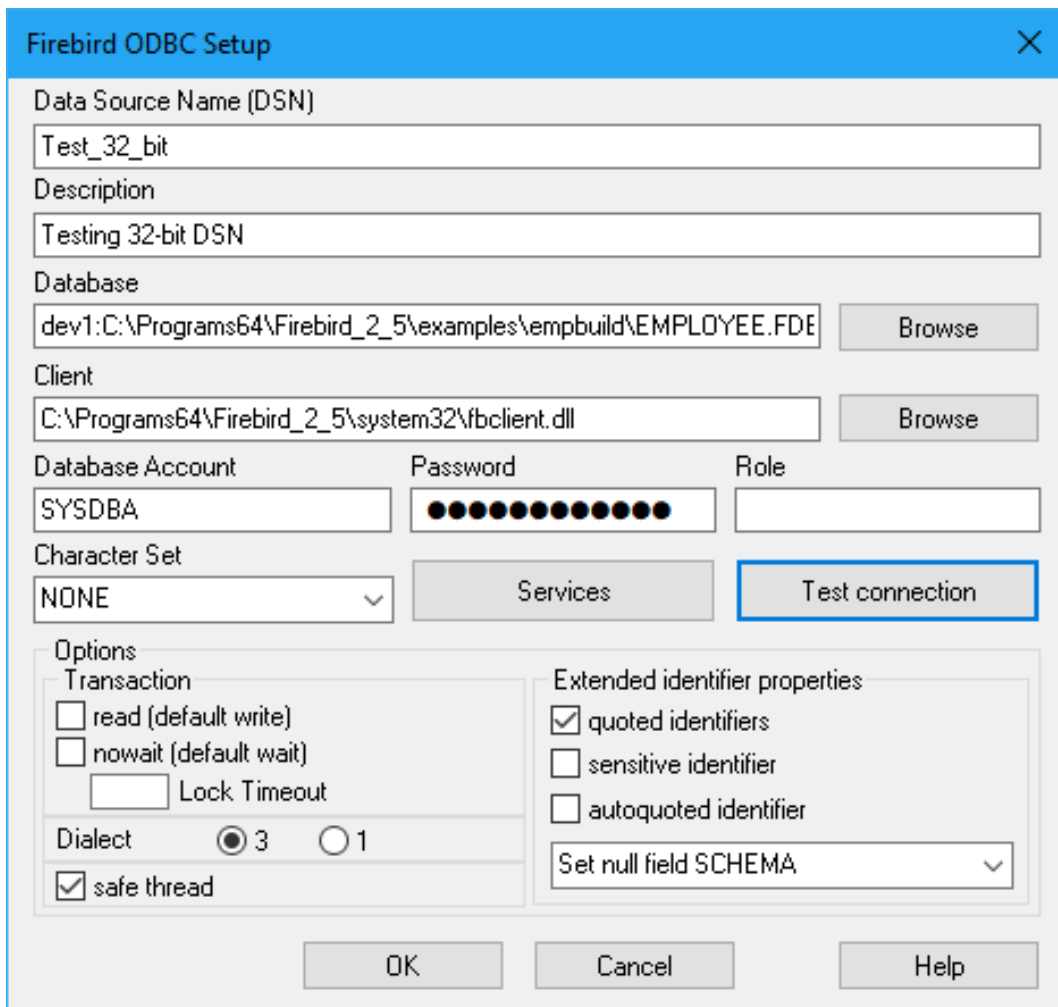 Firebird ODBC Setup
Data Source Name (DSN)
Test_32_bit
Description
Testing 32-bit DSN
Database
dev1:C:\Programs64\Firebird_2_5\examples\empbuild\EMPLOYEE.FDB
Browse
Client
C:\Programs64\Firebird_2_5\system32\fbclient.dll
Browse
Database Account Password Role
SYSDBA ●●●●●●●●●●●●
Character Set
NONE Services Test connection
Options
Transaction Extended identifier properties
read (default write) quoted identifiers
nowait (default wait) sensitive identifier
Lock Timeout autoquoted identifier
Dialect 3 1
Set null field SCHEMA
safe thread
OK Cancel Help